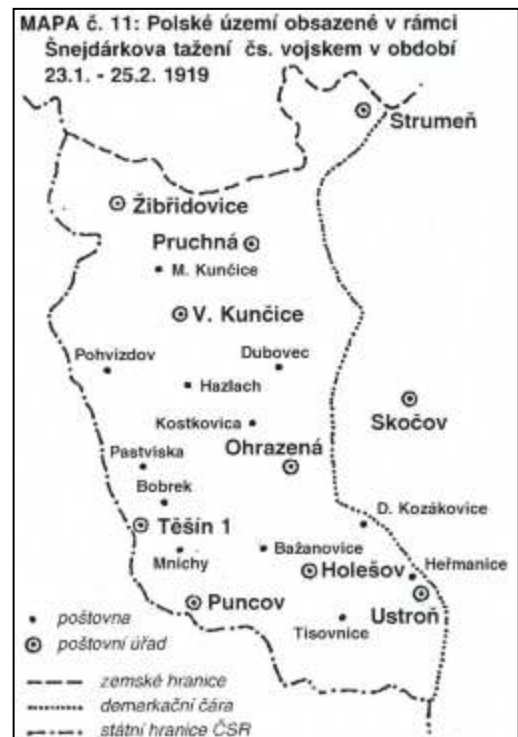 MAPA č. 11: Polské území obsazené v rámci
Šnejdárkova tažení čs. vojskem v období
23.1. - 25.2. 1919
Strumeň
Žibřidovice
Pruchná
M. Kunčice
V. Kunčice
Pohvizdov
Dubovec
Hazlach
Skočov
Kostkovica
Ohrazená
Pastviska
Bobrek
D. Kozákovice
Těšín 1
Mnichy
Bažanovice
Holešov
Heřmanice
Puncov
Ustroň
Tisovnice
poštovna
poštovní úřad
zemské hranice
demarkační čára
státní hranice ČSR